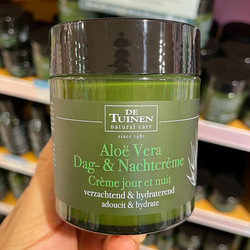 DE
TUINEN
natural care
since 1981
Aloë Vera
Dag- & Nachtcrème
Crème jour et nuit
verzachtend & hydraterend
adoucit & hydrate